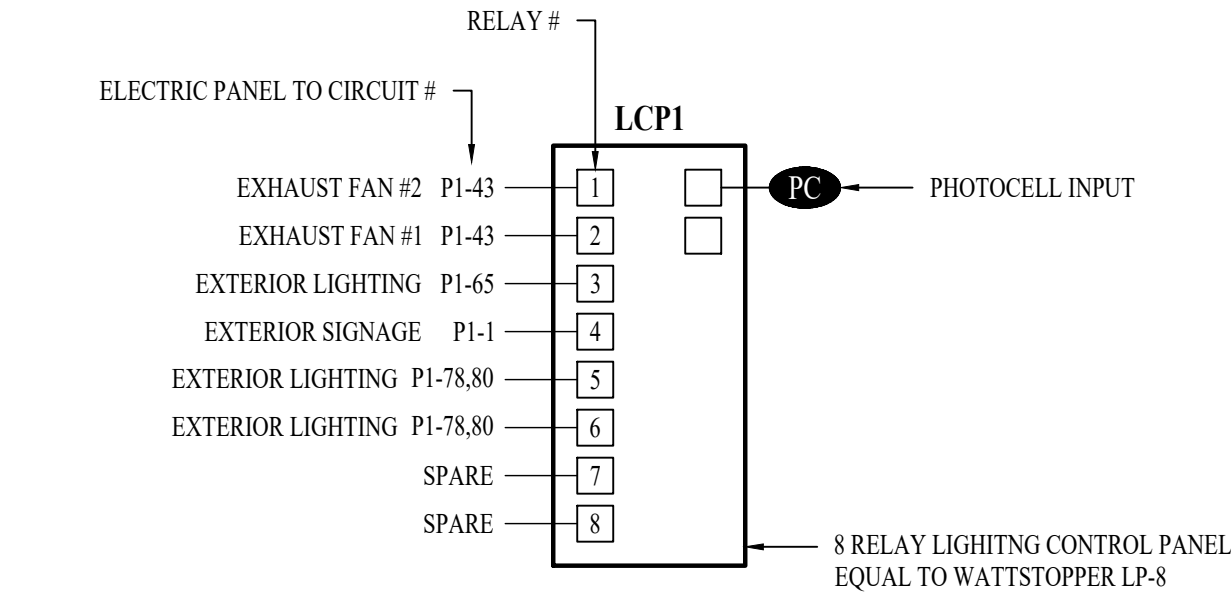 RELAY #
ELECTRIC PANEL TO CIRCUIT #
LCP1
EXHAUST FAN #2 P1-43 1 PC PHOTOCELL INPUT
EXHAUST FAN #1 P1-43 2
EXTERIOR LIGHTING P1-65 3
EXTERIOR SIGNAGE P1-1 4
EXTERIOR LIGHTING P1-78,80 5
EXTERIOR LIGHTING P1-78,80 6
SPARE 7
SPARE 8
8 RELAY LIGHITNG CONTROL PANEL
EQUAL TO WATTSTOPPER LP-8